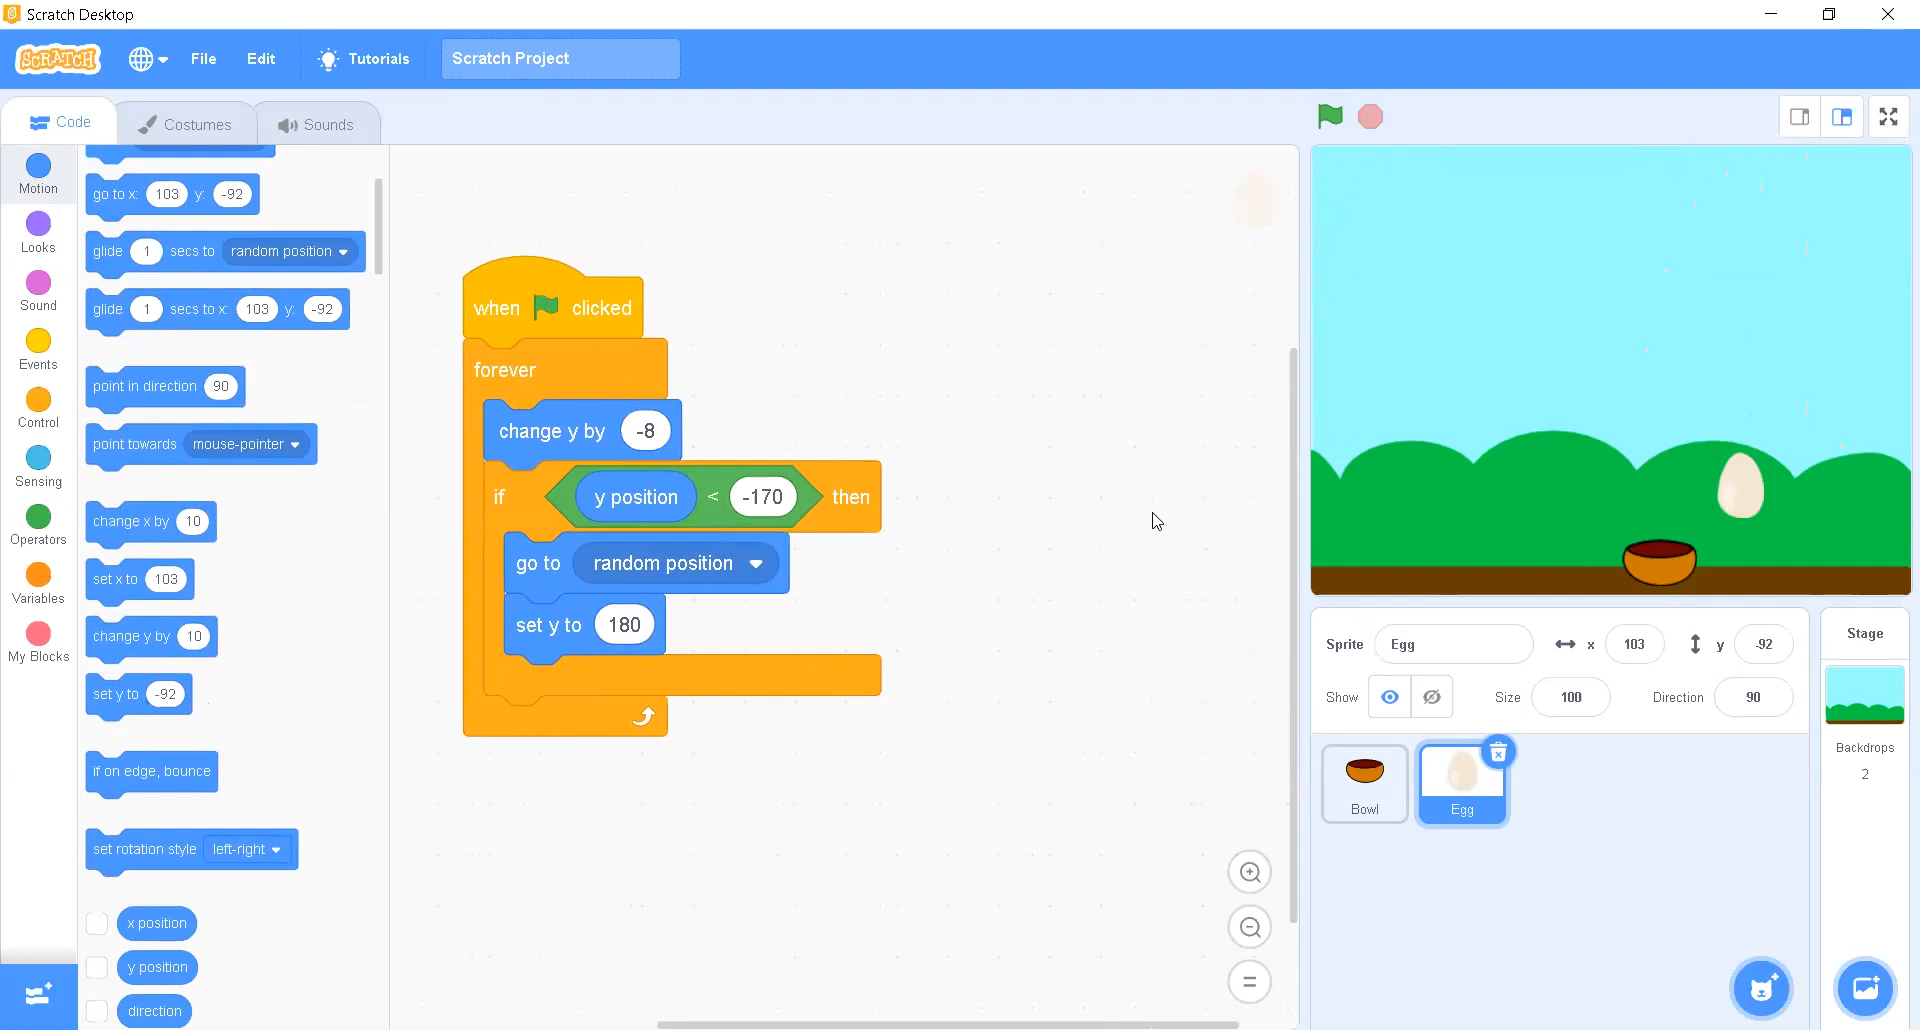 Scratch Desktop
SCRATCH File Edit Tutorials Scratch Project
Code Costumes Sounds
Motion
Looks
Sound
Events
Control
Sensing
Operators
Variables
My Blocks
go to x: 103 y: -92
glide 1 secs to random position
glide 1 secs to x: 103 y: -92
point in direction 90
point towards mouse-pointer
change x by 10
set x to 103
change y by 10
set y to -92
if on edge, bounce
set rotation style left-right
x position
y position
direction
when clicked
forever
change y by -8
if y position < -170 then
go to random position
set y to 180
Sprite Egg x 103 y -92
Show Size 100 Direction 90
Bowl
Egg
Stage
Backdrops
2